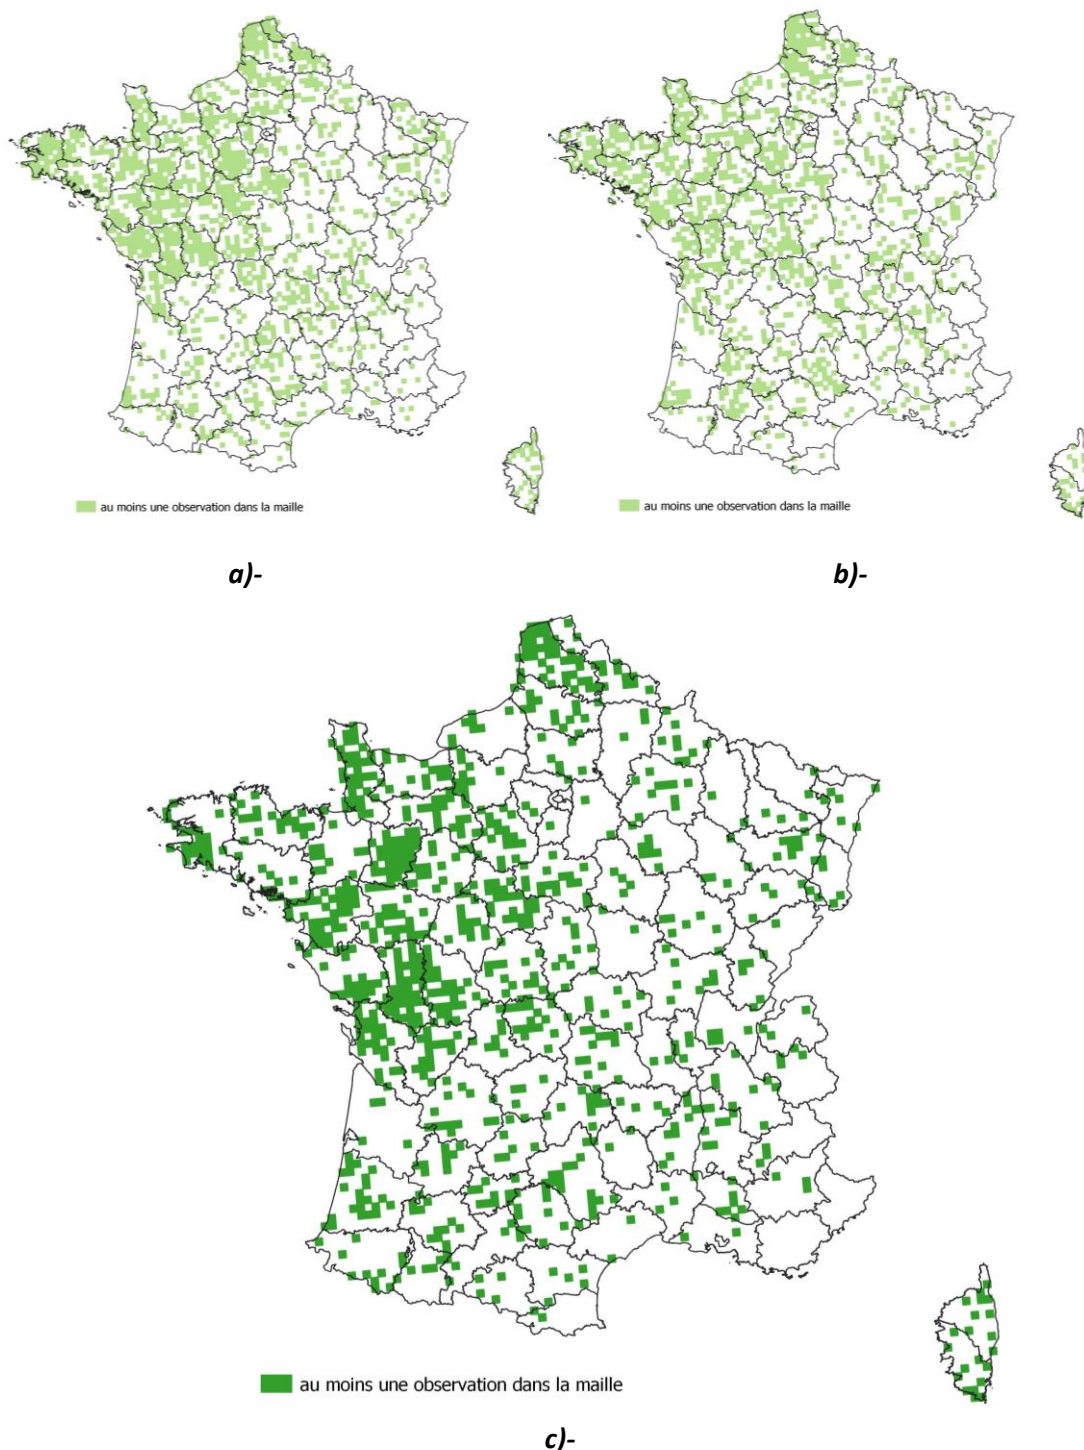 au moins une observation dans la maille
au moins une observation dans la maille
a)-
b)-
au moins une observation dans la maille
c)-